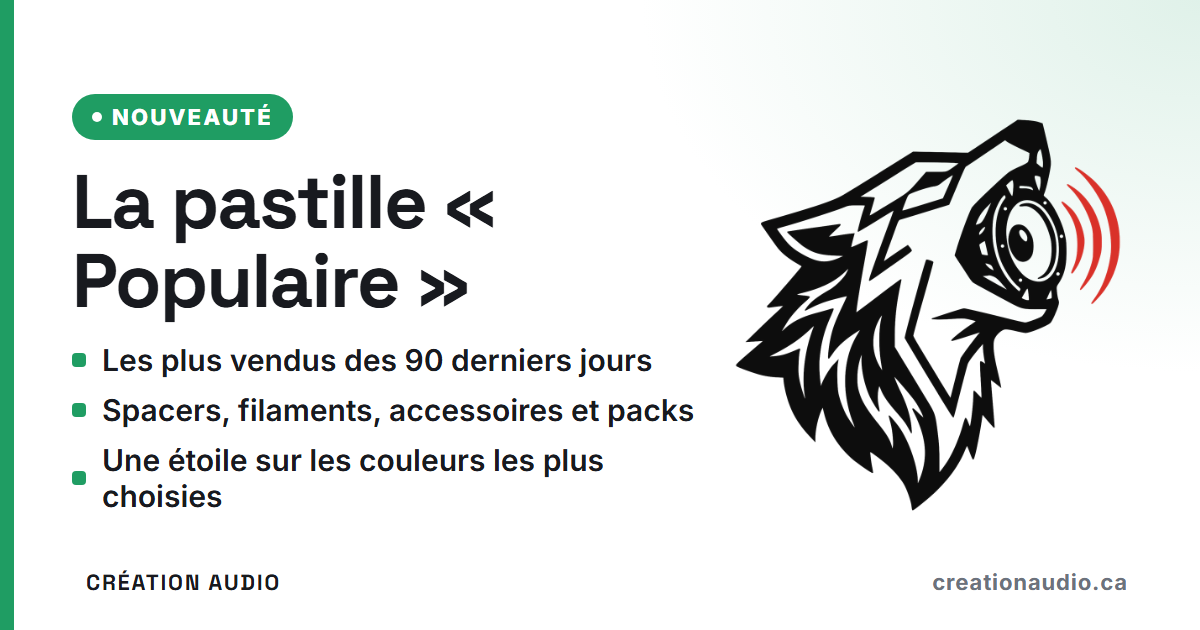 NOUVEAUTÉ
La pastille «
Populaire »
Les plus vendus des 90 derniers jours
Spacers, filaments, accessoires et packs
Une étoile sur les couleurs les plus
choisies
CRÉATION AUDIO
creationaudio.ca